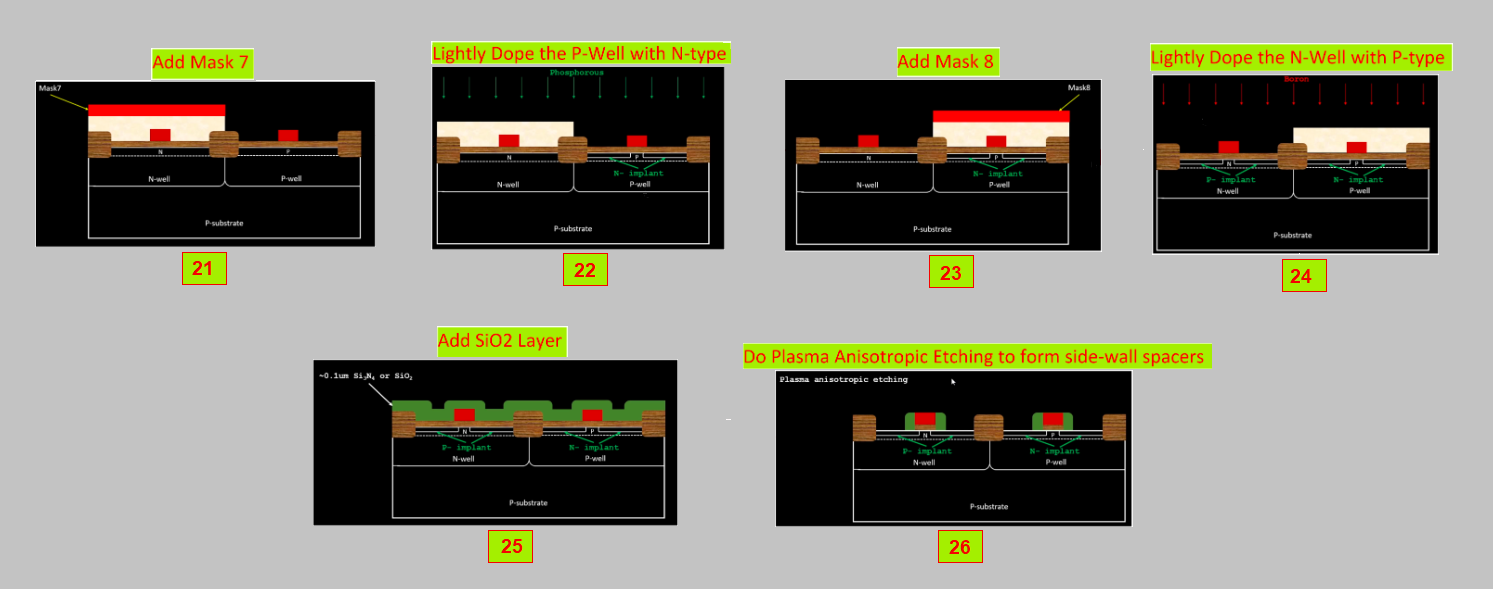 Add Mask 7
Mask7
N
P
N-well
P-well
P-substrate
21
Lightly Dope the P-Well with N-type
Phosphorous
N
P
N- implant
N-well
P-well
P-substrate
22
Add Mask 8
Mask8
N
P
N- implant
N-well
P-well
P-substrate
23
Lightly Dope the N-Well with P-type
Boron
N
P
P- implant
N- implant
N-well
P-well
P-substrate
24
Add SiO2 Layer
~0.1um Si₃N₄ or SiO₂
N
P
P- implant
N- implant
N-well
P-well
P-substrate
25
Do Plasma Anisotropic Etching to form side-wall spacers
Plasma anisotropic etching
N
P
P- implant
N- implant
N-well
P-well
P-substrate
26